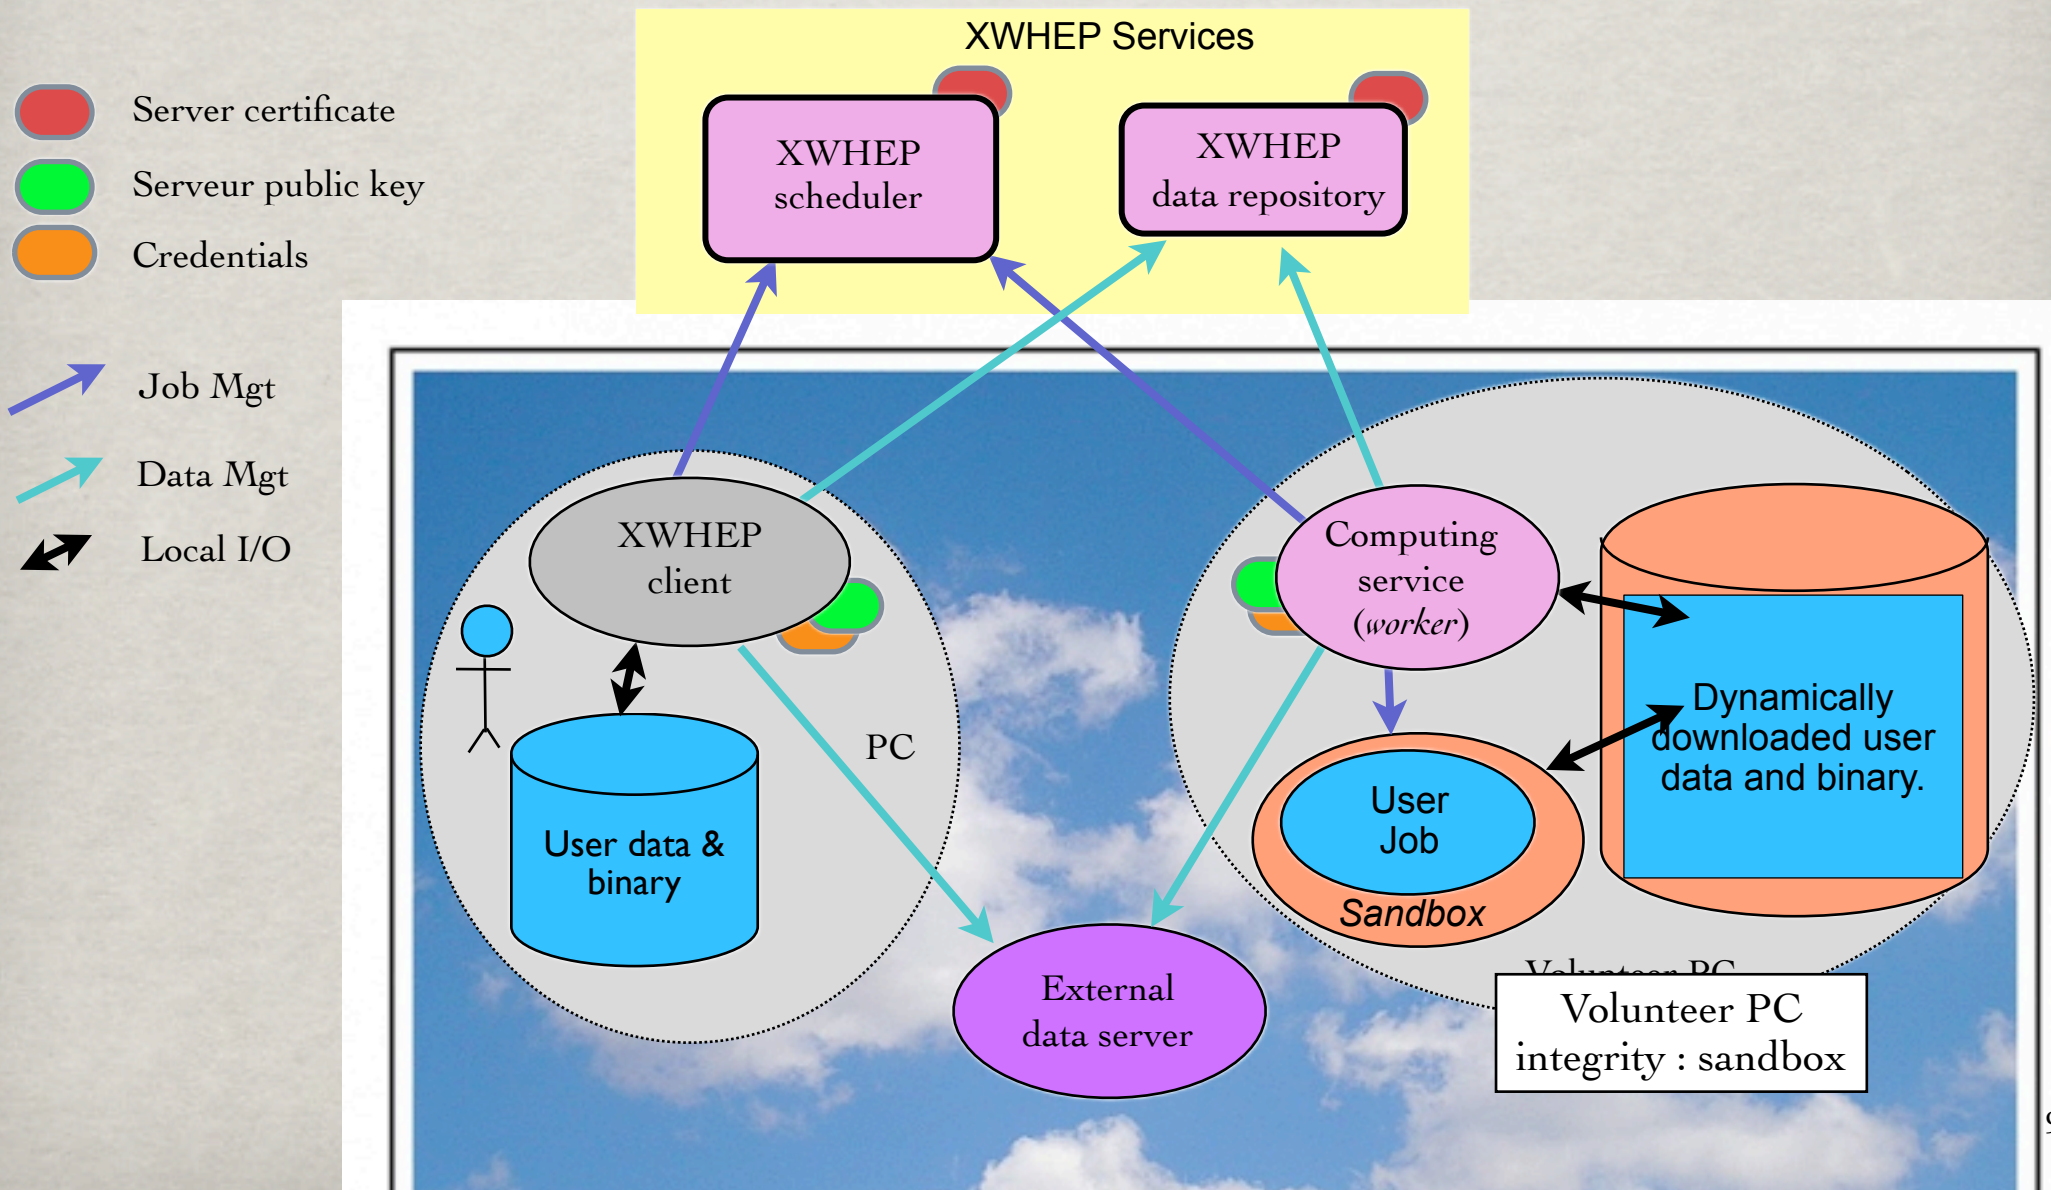 XWHEP Services
Server certificate
Serveur public key
Credentials
Job Mgt
Data Mgt
Local I/O
XWHEP
scheduler
XWHEP
data repository
XWHEP
client
PC
User data &
binary
Computing
service
(worker)
Dynamically
downloaded user
data and binary.
User
Job
Sandbox
External
data server
Volunteer PC
Volunteer PC
integrity : sandbox